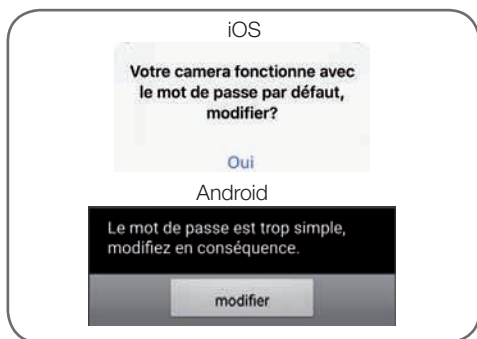 iOS
Votre camera fonctionne avec
le mot de passe par défaut,
modifier?
Oui
Android
Le mot de passe est trop simple,
modifiez en conséquence.
modifier